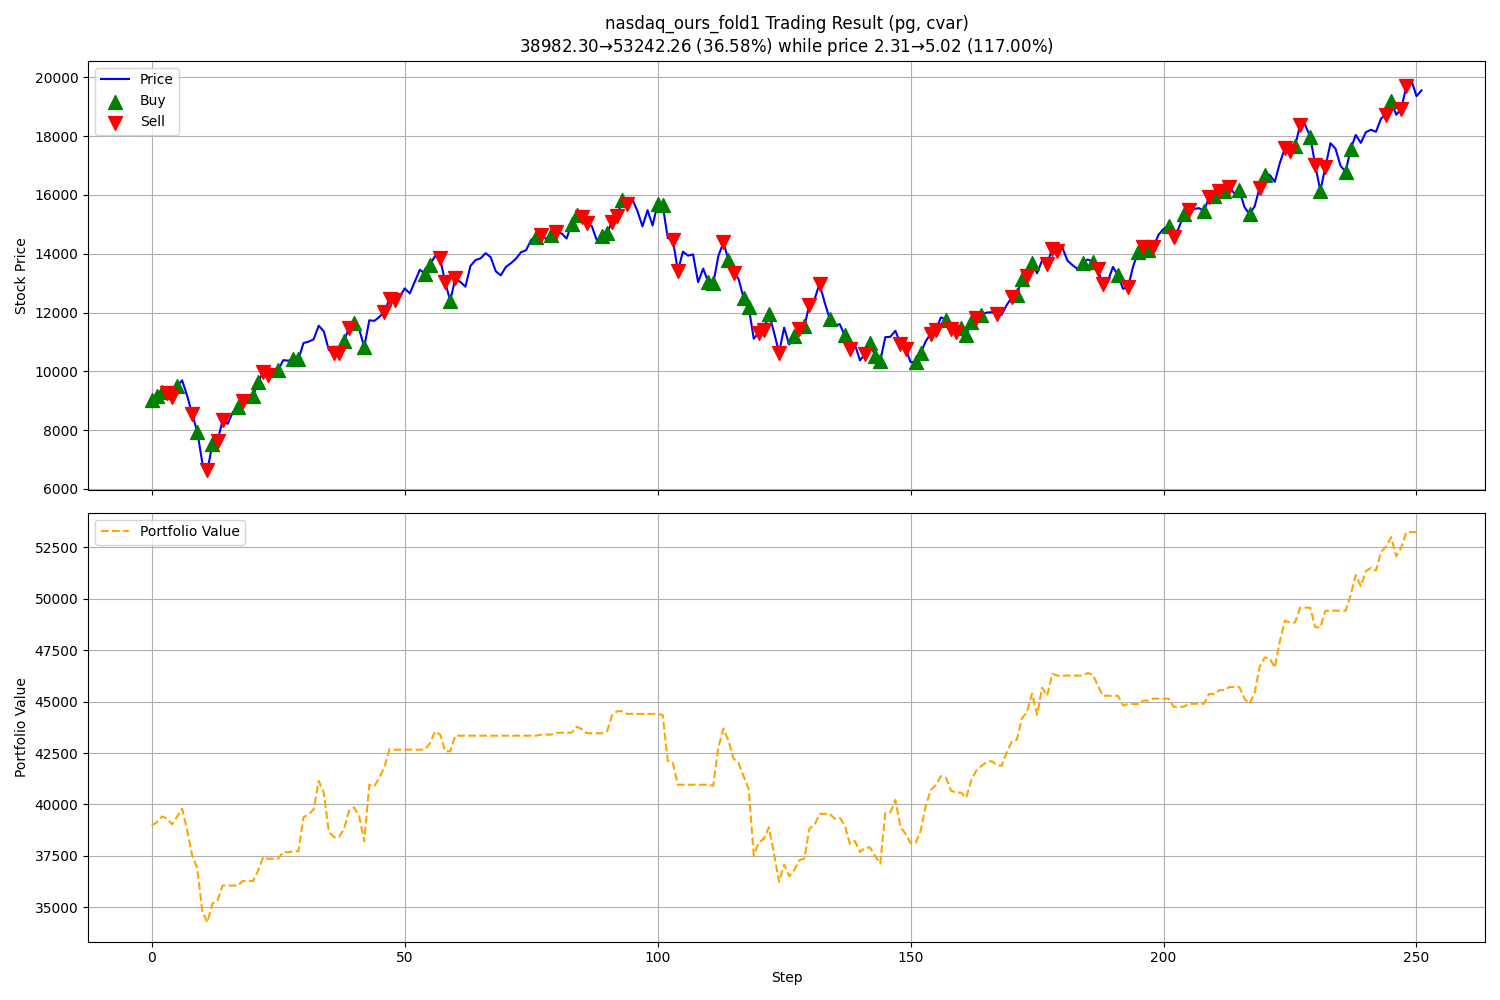 nasdaq_ours_fold1 Trading Result (pg, cvar)
38982.30→53242.26 (36.58%) while price 2.31→5.02 (117.00%)
Price
Buy
Sell
20000
18000
16000
14000
12000
10000
8000
6000
Stock Price
Portfolio Value
52500
50000
47500
45000
42500
40000
37500
35000
Portfolio Value
0
50
100
150
200
250
Step